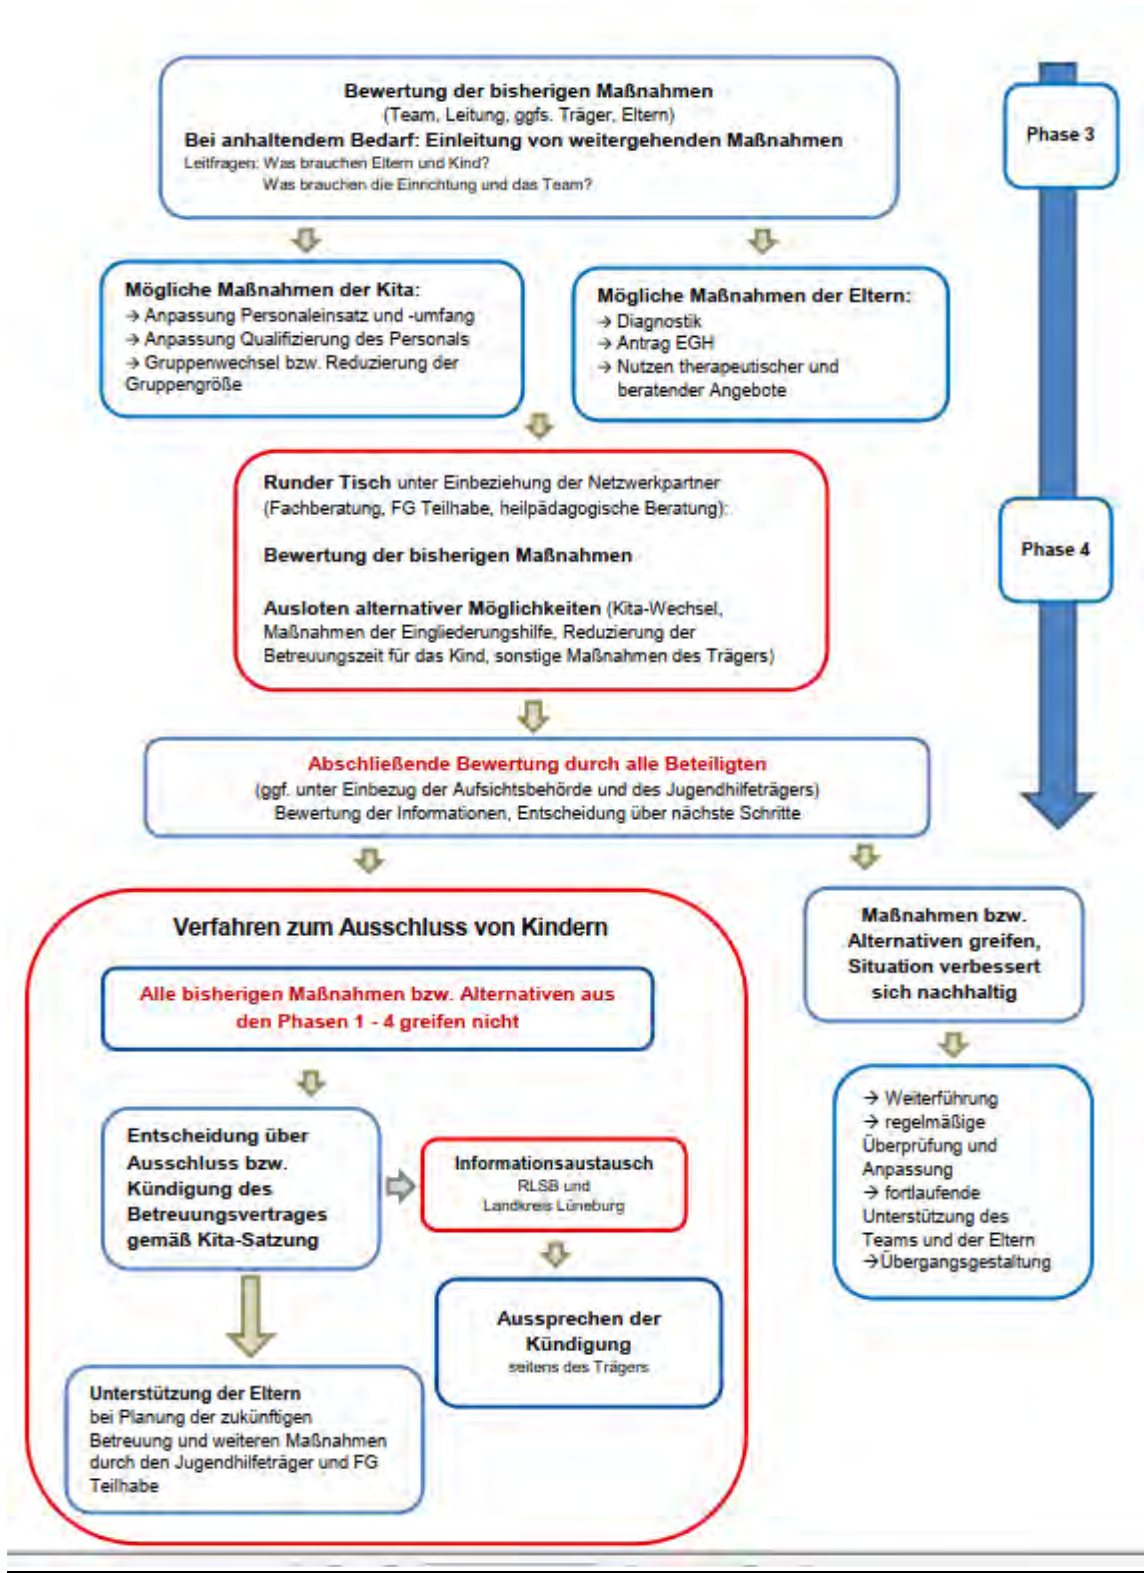 Bewertung der bisherigen Maßnahmen
(Team, Leitung, ggfs. Träger, Eltern)
Bei anhaltendem Bedarf: Einleitung von weitergehenden Maßnahmen
Leitfragen: Was brauchen Eltern und Kind?
Was brauchen die Einrichtung und das Team?
Phase 3
Mögliche Maßnahmen der Kita:
→ Anpassung Personaleinsatz und -umfang
→ Anpassung Qualifizierung des Personals
→ Gruppenwechsel bzw. Reduzierung der
Gruppengröße
Mögliche Maßnahmen der Eltern:
→ Diagnostik
→ Antrag EGH
→ Nutzen therapeutischer und
beratender Angebote
Runder Tisch unter Einbeziehung der Netzwerkpartner
(Fachberatung, FG Teilhabe, heilpädagogische Beratung):
Bewertung der bisherigen Maßnahmen
Ausloten alternativer Möglichkeiten (Kita-Wechsel,
Maßnahmen der Eingliederungshilfe, Reduzierung der
Betreuungszeit für das Kind, sonstige Maßnahmen des Trägers)
Phase 4
Abschließende Bewertung durch alle Beteiligten
(ggf. unter Einbezug der Aufsichtsbehörde und des Jugendhilfeträgers)
Bewertung der Informationen, Entscheidung über nächste Schritte
Verfahren zum Ausschluss von Kindern
Alle bisherigen Maßnahmen bzw. Alternativen aus
den Phasen 1 - 4 greifen nicht
Entscheidung über
Ausschluss bzw.
Kündigung des
Betreuungsvertrages
gemäß Kita-Satzung
Informationsaustausch
RLSB und
Landkreis Lüneburg
Aussprechen der
Kündigung
seitens des Trägers
Unterstützung der Eltern
bei Planung der zukünftigen
Betreuung und weiteren Maßnahmen
durch den Jugendhilfeträger und FG
Teilhabe
Maßnahmen bzw.
Alternativen greifen,
Situation verbessert
sich nachhaltig
→ Weiterführung
→ regelmäßige
Überprüfung und
Anpassung
→ fortlaufende
Unterstützung des
Teams und der Eltern
→Übergangsgestaltung